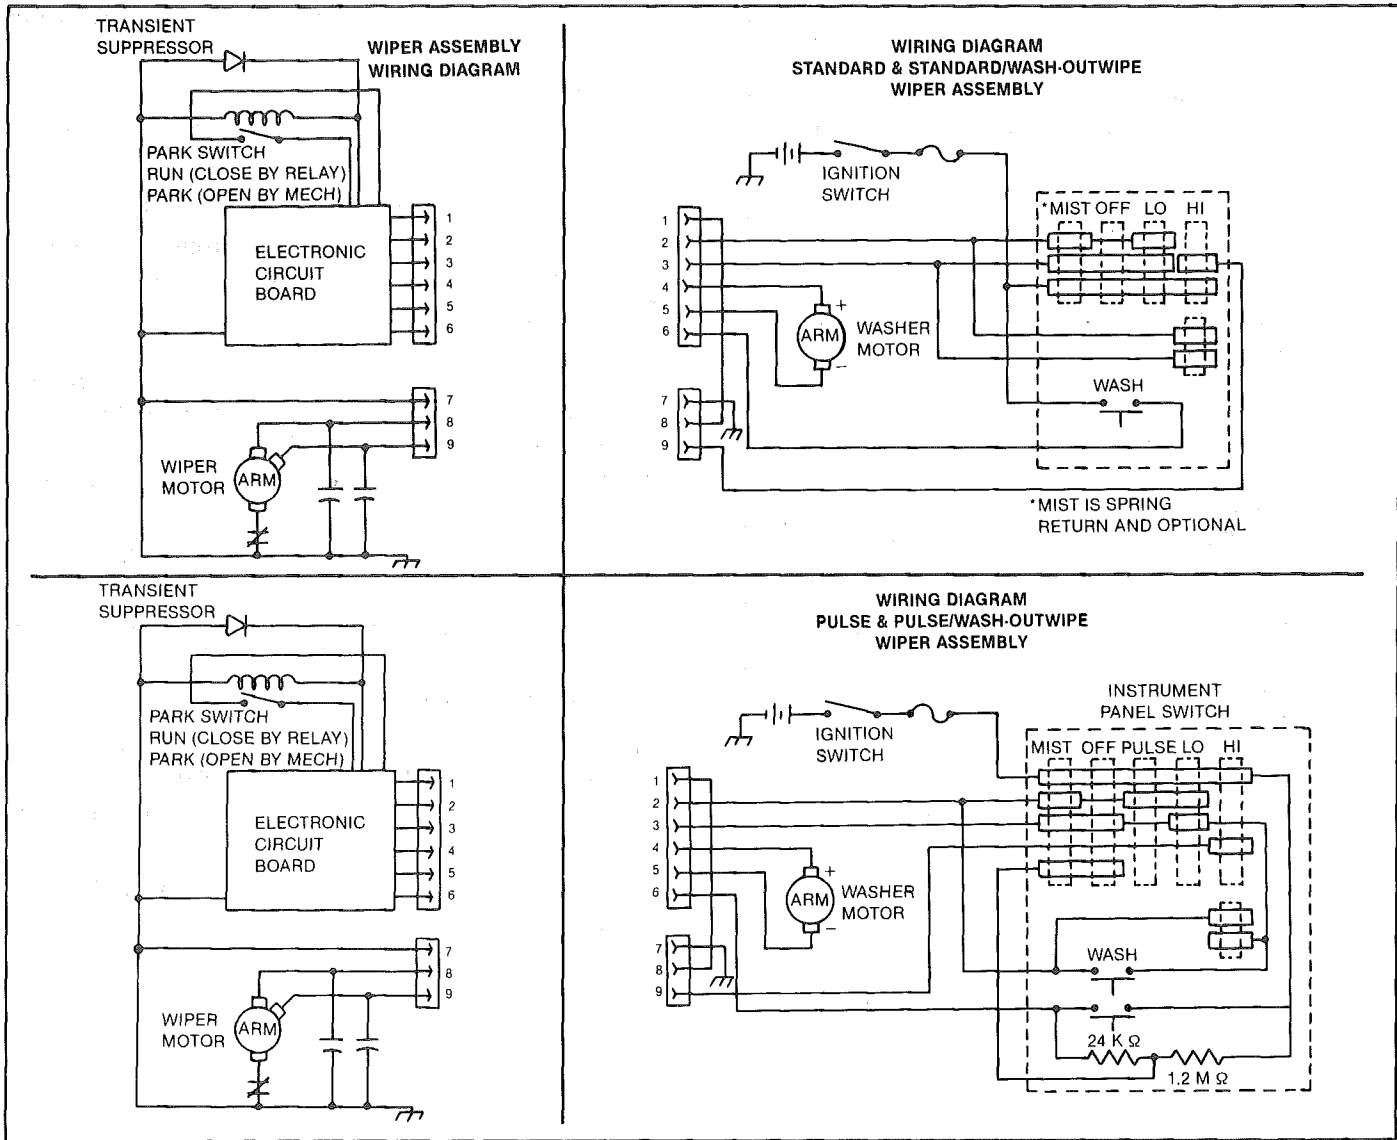 TRANSIENT
SUPPRESSOR
WIPER ASSEMBLY
WIRING DIAGRAM
PARK SWITCH
RUN (CLOSE BY RELAY)
PARK (OPEN BY MECH)
ELECTRONIC
CIRCUIT
BOARD
1
2
3
4
5
6
7
8
9
WIPER
MOTOR
ARM
WIRING DIAGRAM
STANDARD & STANDARD/WASH-OUTWIPE
WIPER ASSEMBLY
IGNITION
SWITCH
*MIST OFF LO HI
1
2
3
4
5
6
7
8
9
+
ARM
-
WASHER
MOTOR
WASH
*MIST IS SPRING
RETURN AND OPTIONAL
TRANSIENT
SUPPRESSOR
PARK SWITCH
RUN (CLOSE BY RELAY)
PARK (OPEN BY MECH)
ELECTRONIC
CIRCUIT
BOARD
1
2
3
4
5
6
7
8
9
WIPER
MOTOR
ARM
WIRING DIAGRAM
PULSE & PULSE/WASH-OUTWIPE
WIPER ASSEMBLY
INSTRUMENT
PANEL SWITCH
IGNITION
SWITCH
MIST OFF PULSE LO HI
1
2
3
4
5
6
7
8
9
+
ARM
-
WASHER
MOTOR
WASH
24 K Ω
1.2 M Ω